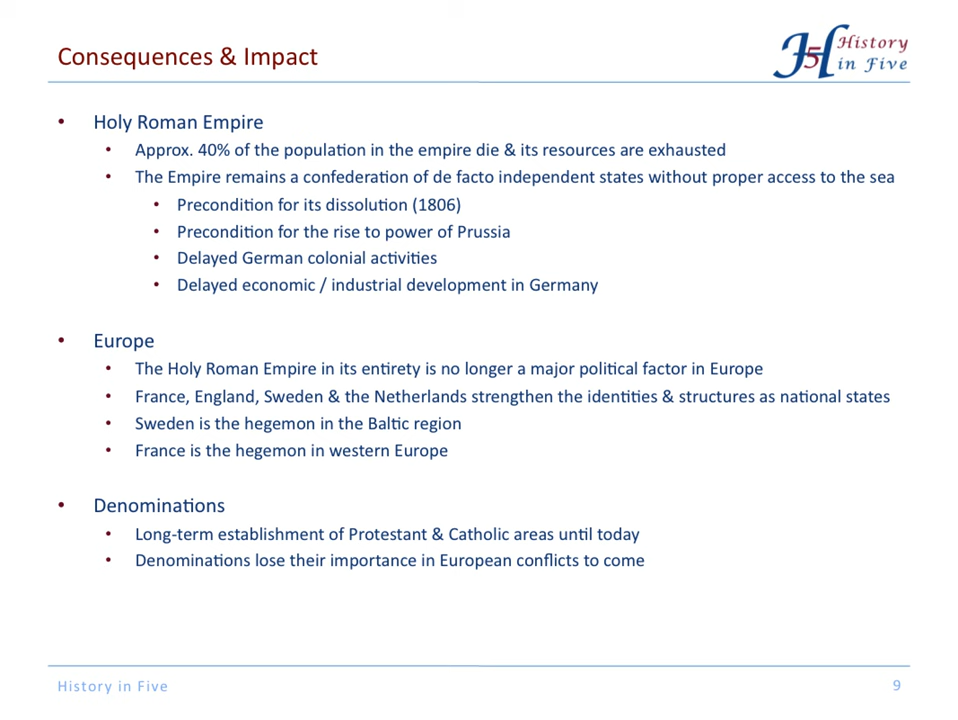 Consequences & Impact
H5
History
in Five
• Holy Roman Empire
• Approx. 40% of the population in the empire die & its resources are exhausted
• The Empire remains a confederation of de facto independent states without proper access to the sea
• Precondition for its dissolution (1806)
• Precondition for the rise to power of Prussia
• Delayed German colonial activities
• Delayed economic / industrial development in Germany
• Europe
• The Holy Roman Empire in its entirety is no longer a major political factor in Europe
• France, England, Sweden & the Netherlands strengthen the identities & structures as national states
• Sweden is the hegemon in the Baltic region
• France is the hegemon in western Europe
• Denominations
• Long-term establishment of Protestant & Catholic areas until today
• Denominations lose their importance in European conflicts to come
History in Five
9